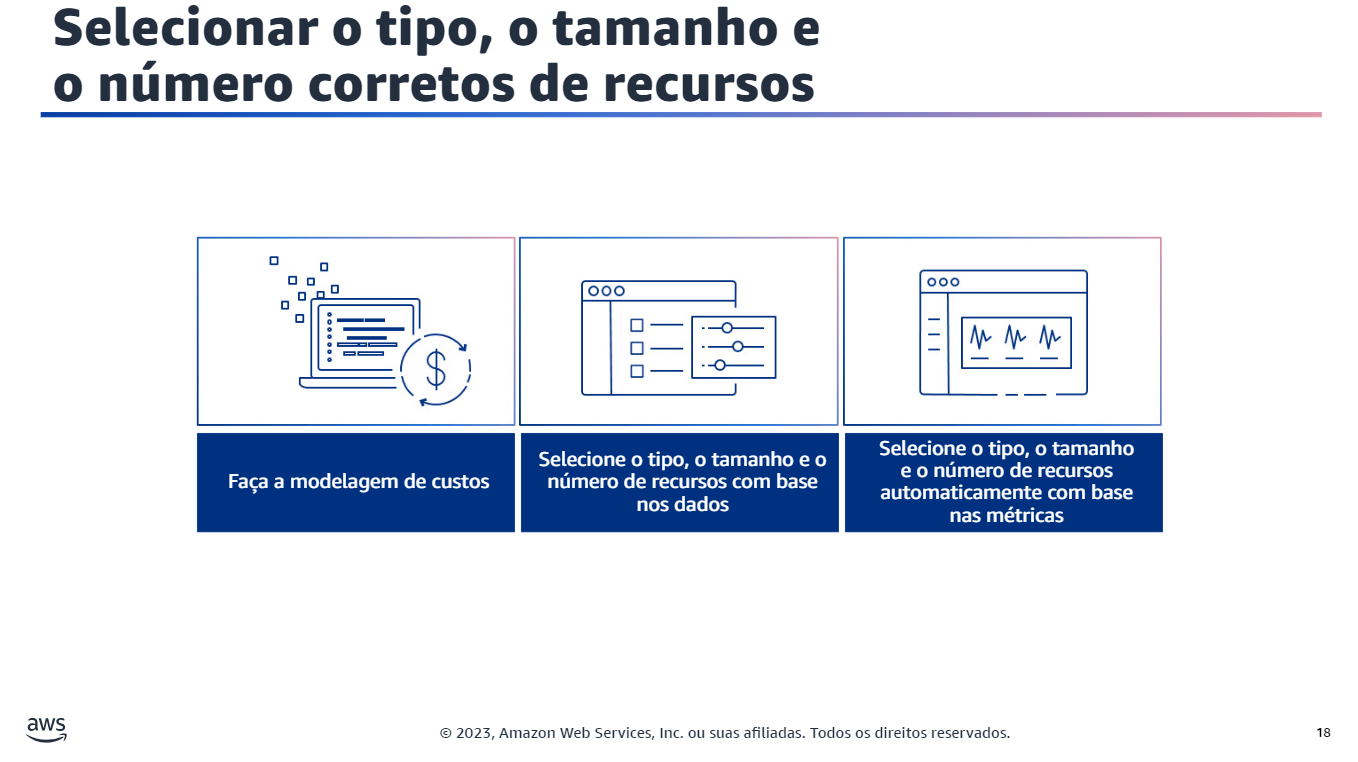 Selecionar o tipo, o tamanho e
o número corretos de recursos
$
Faça a modelagem de custos
Selecione o tipo, o tamanho e o
número de recursos com base
nos dados
Selecione o tipo, o tamanho
e o número de recursos
automaticamente com base
nas métricas
aws
© 2023, Amazon Web Services, Inc. ou suas afiliadas. Todos os direitos reservados.
18